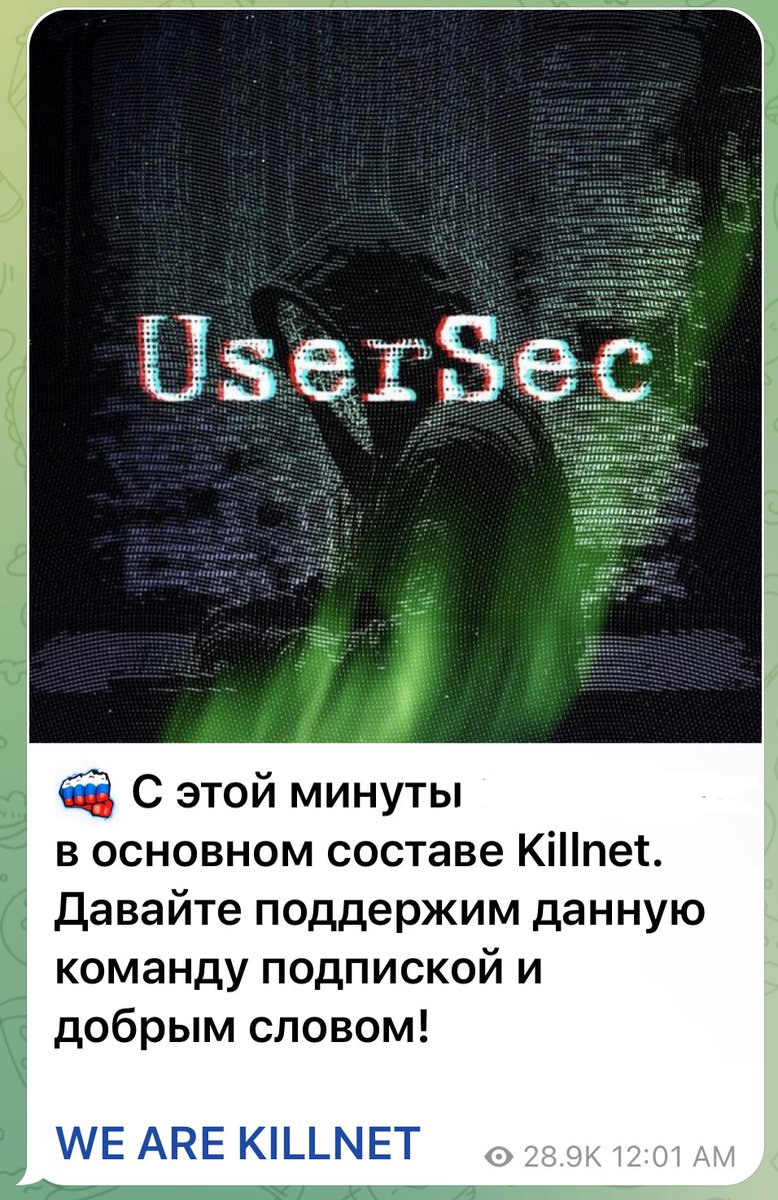 UserSec
С этой минуты
в основном составе Killnet.
Давайте поддержим данную
команду подпиской и
добрым словом!
WE ARE KILLNET
28.9K 12:01 AM